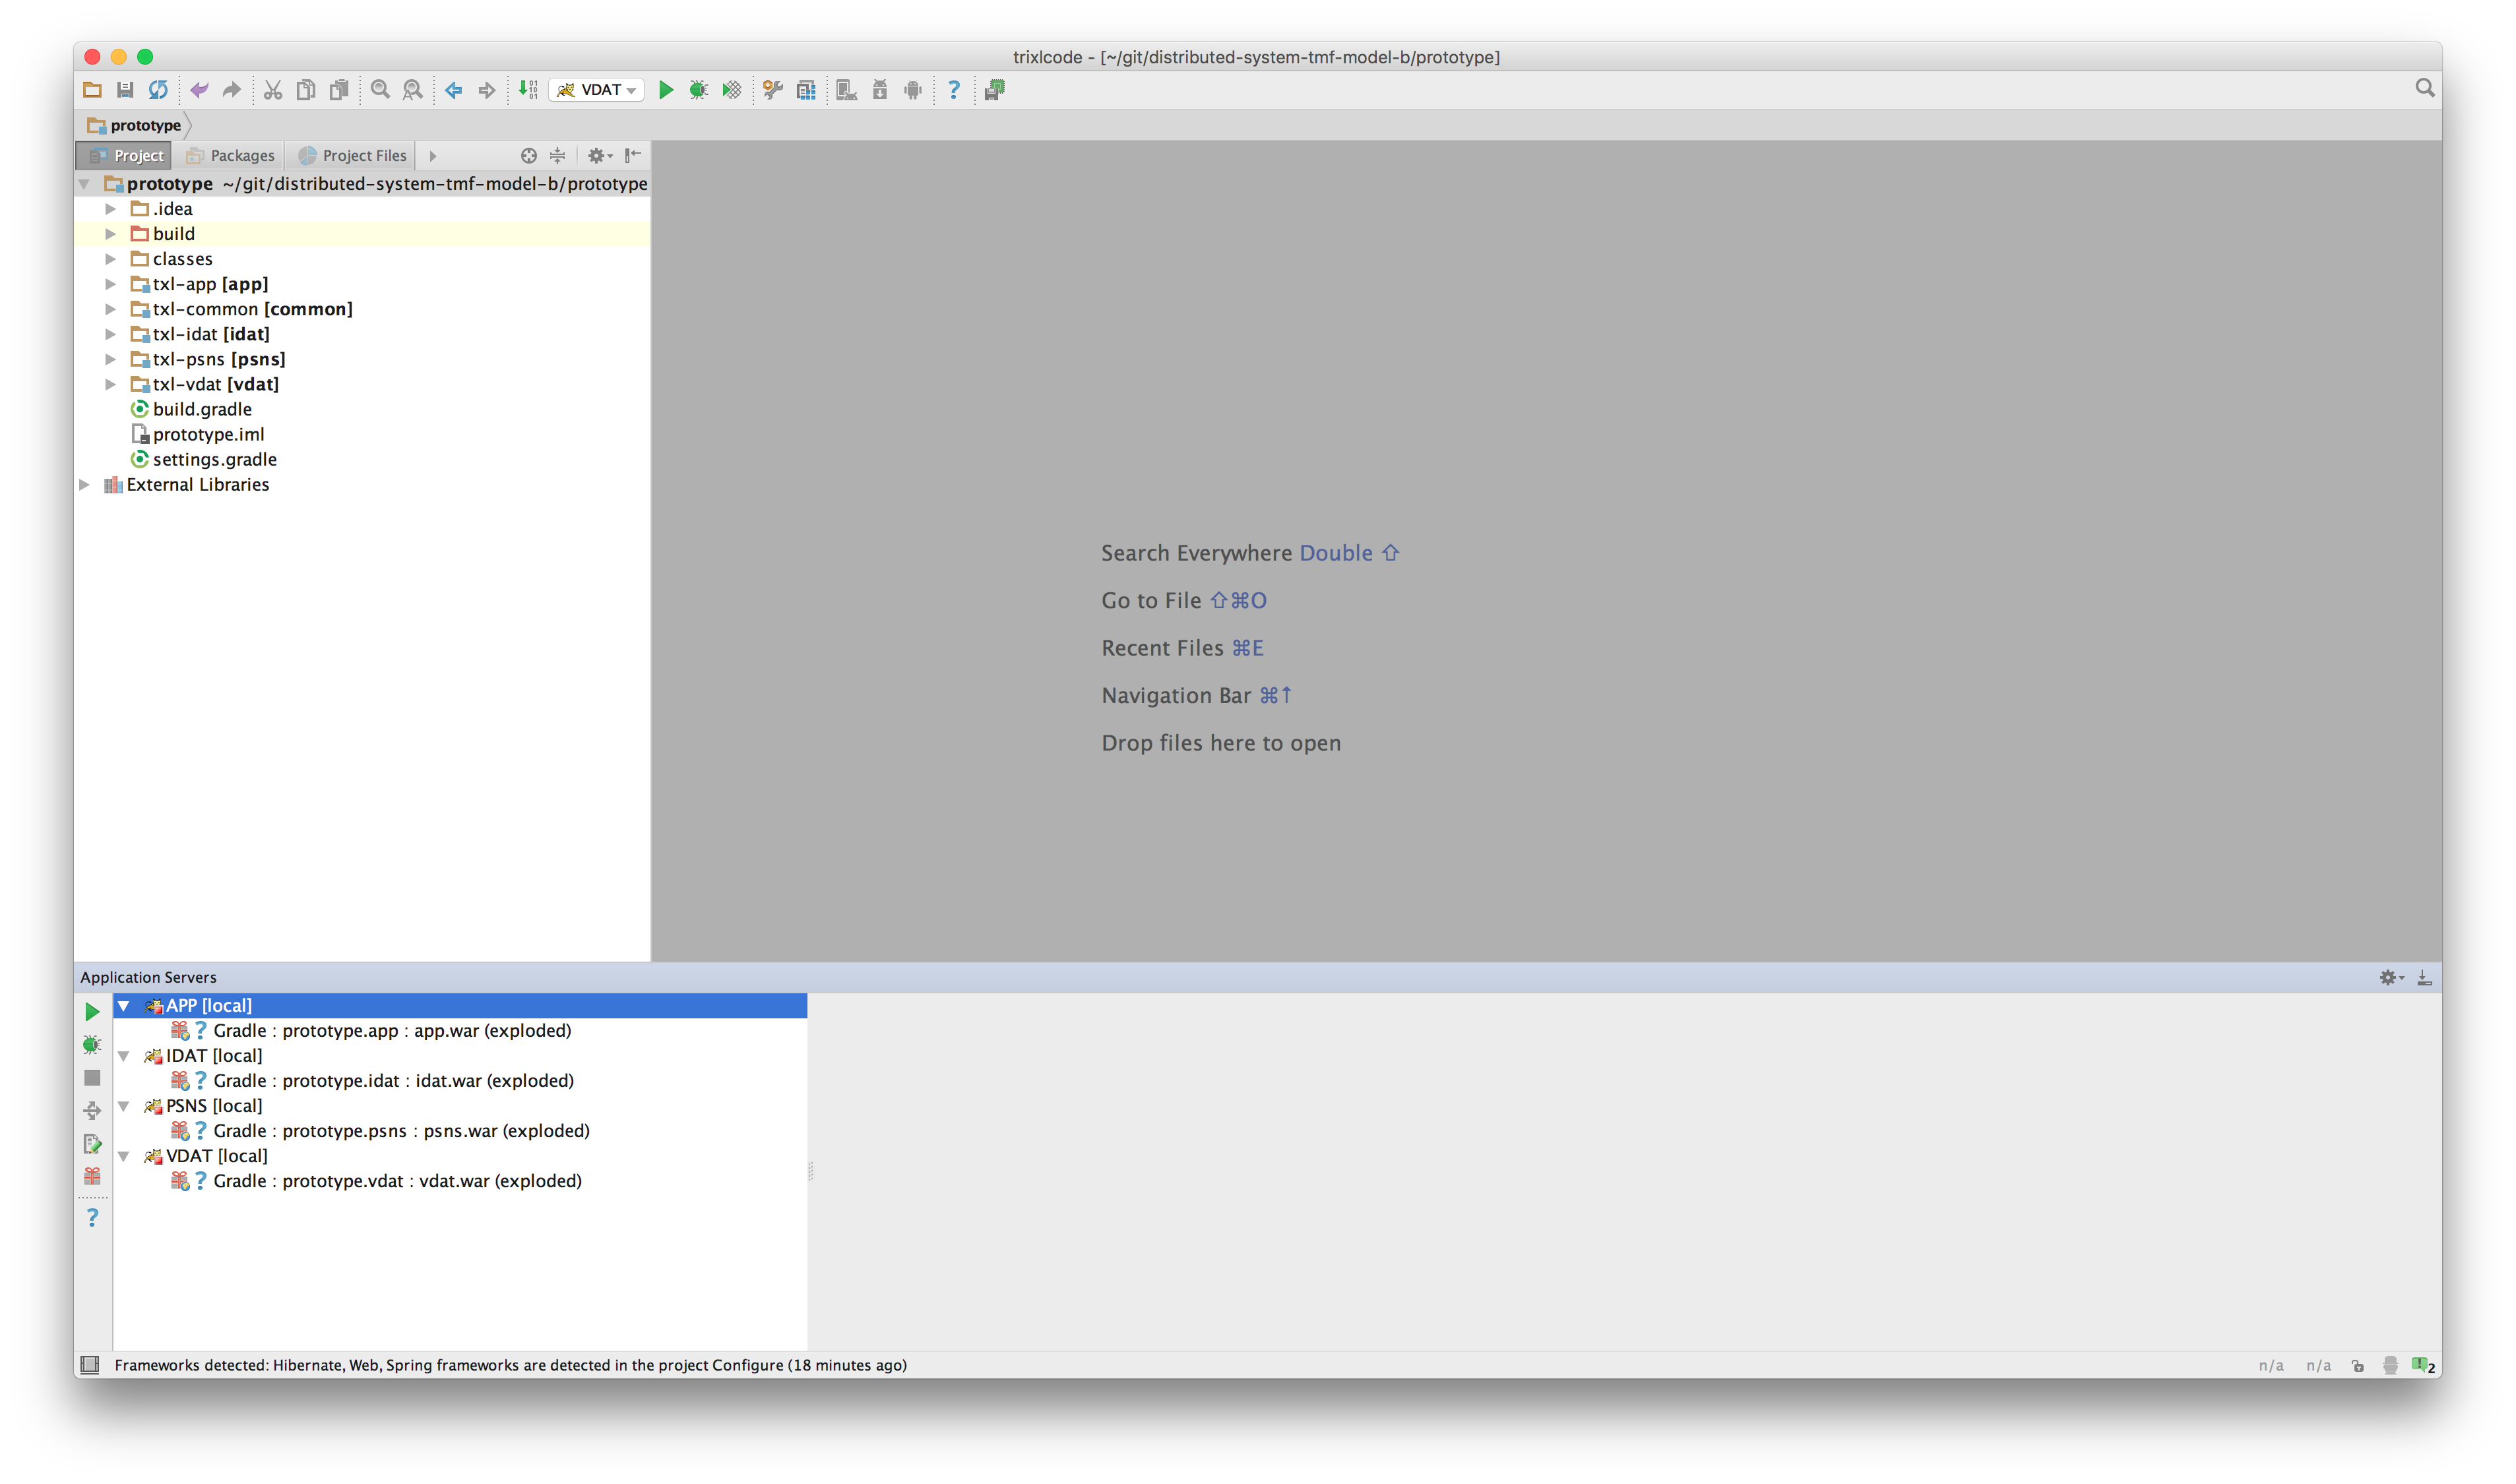 trixlcode - [~/git/distributed-system-tmf-model-b/prototype]
VDAT
prototype
Project Packages Project Files
prototype ~/git/distributed-system-tmf-model-b/prototype
.idea
build
classes
txl-app [app]
txl-common [common]
txl-idat [idat]
txl-psns [psns]
txl-vdat [vdat]
build.gradle
prototype.iml
settings.gradle
External Libraries
Search Everywhere Double ⇧
Go to File ⇧⌘O
Recent Files ⌘E
Navigation Bar ⌘↑
Drop files here to open
Application Servers
APP [local]
Gradle : prototype.app : app.war (exploded)
IDAT [local]
Gradle : prototype.idat : idat.war (exploded)
PSNS [local]
Gradle : prototype.psns : psns.war (exploded)
VDAT [local]
Gradle : prototype.vdat : vdat.war (exploded)
Frameworks detected: Hibernate, Web, Spring frameworks are detected in the project Configure (18 minutes ago)
n/a n/a 2